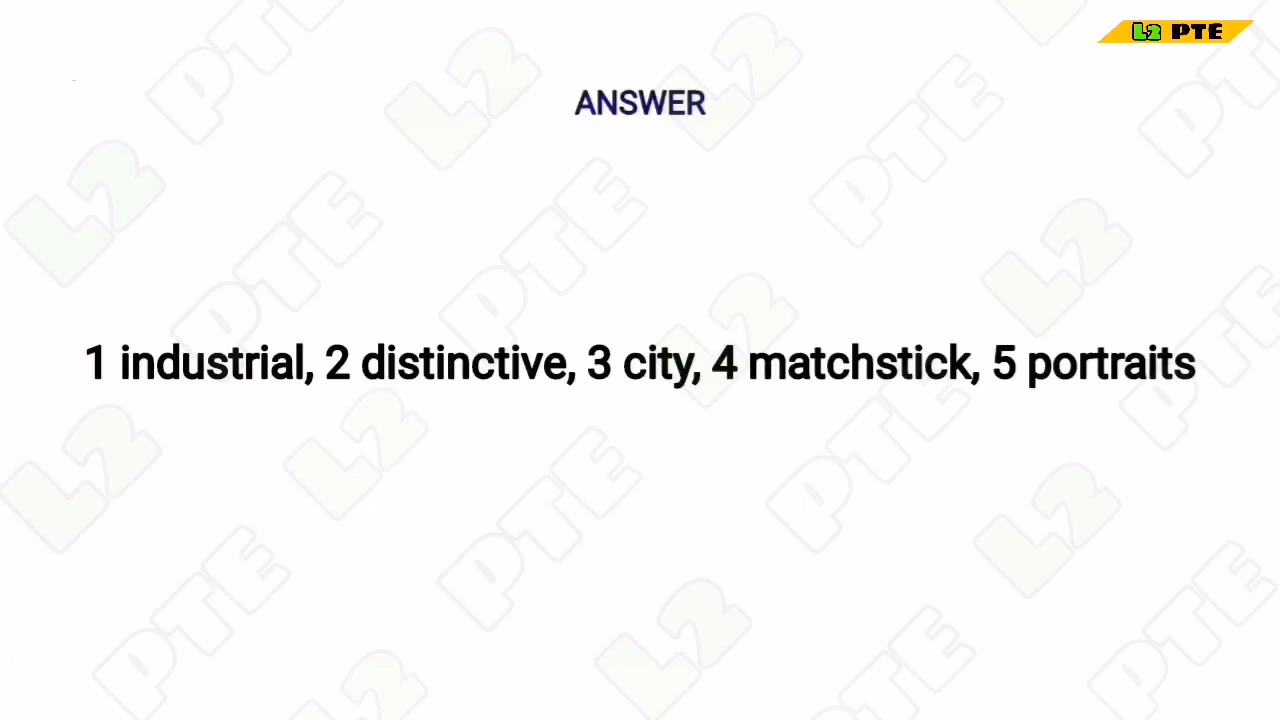 L2 PTE
ANSWER
1 industrial, 2 distinctive, 3 city, 4 matchstick, 5 portraits